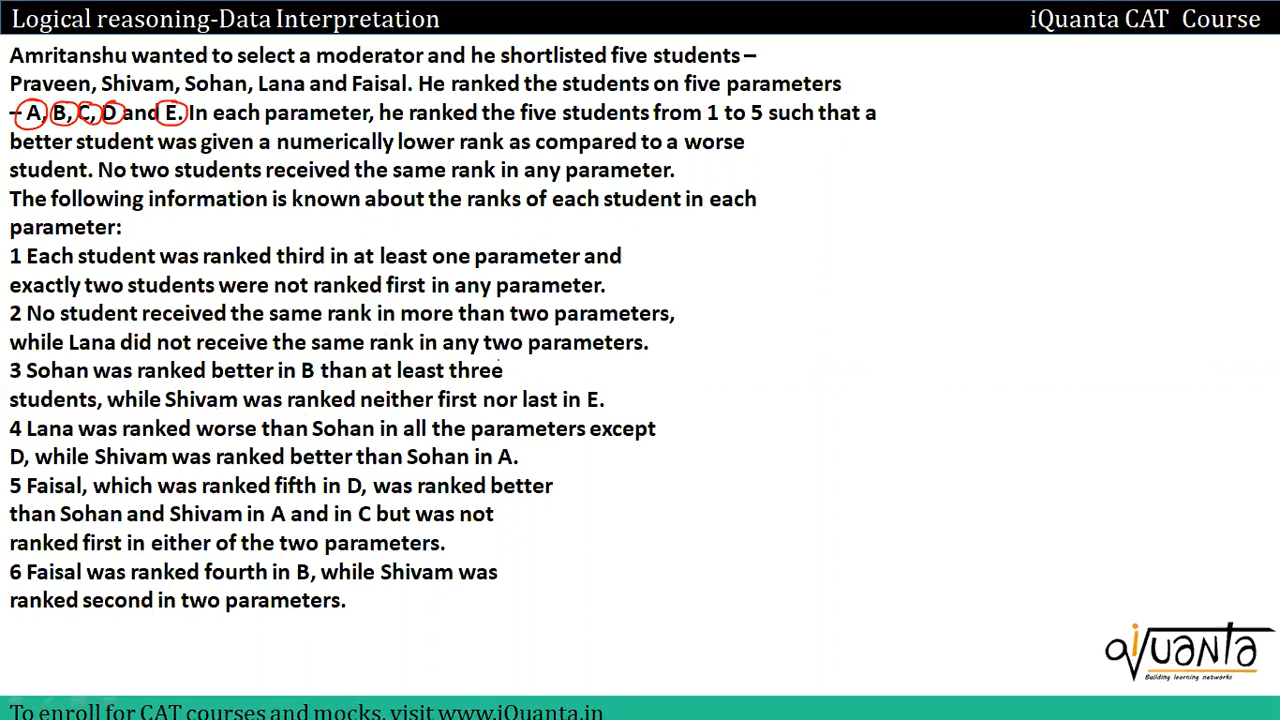 Logical reasoning-Data Interpretation
iQuanta CAT Course
Amritanshu wanted to select a moderator and he shortlisted five students –
Praveen, Shivam, Sohan, Lana and Faisal. He ranked the students on five parameters
– A, B, C, D and E. In each parameter, he ranked the five students from 1 to 5 such that a
better student was given a numerically lower rank as compared to a worse
student. No two students received the same rank in any parameter.
The following information is known about the ranks of each student in each
parameter:
1 Each student was ranked third in at least one parameter and
exactly two students were not ranked first in any parameter.
2 No student received the same rank in more than two parameters,
while Lana did not receive the same rank in any two parameters.
3 Sohan was ranked better in B than at least three
students, while Shivam was ranked neither first nor last in E.
4 Lana was ranked worse than Sohan in all the parameters except
D, while Shivam was ranked better than Sohan in A.
5 Faisal, which was ranked fifth in D, was ranked better
than Sohan and Shivam in A and in C but was not
ranked first in either of the two parameters.
6 Faisal was ranked fourth in B, while Shivam was
ranked second in two parameters.
iQuanta
Building learning networks
To enroll for CAT courses and mocks, visit www.iQuanta.in